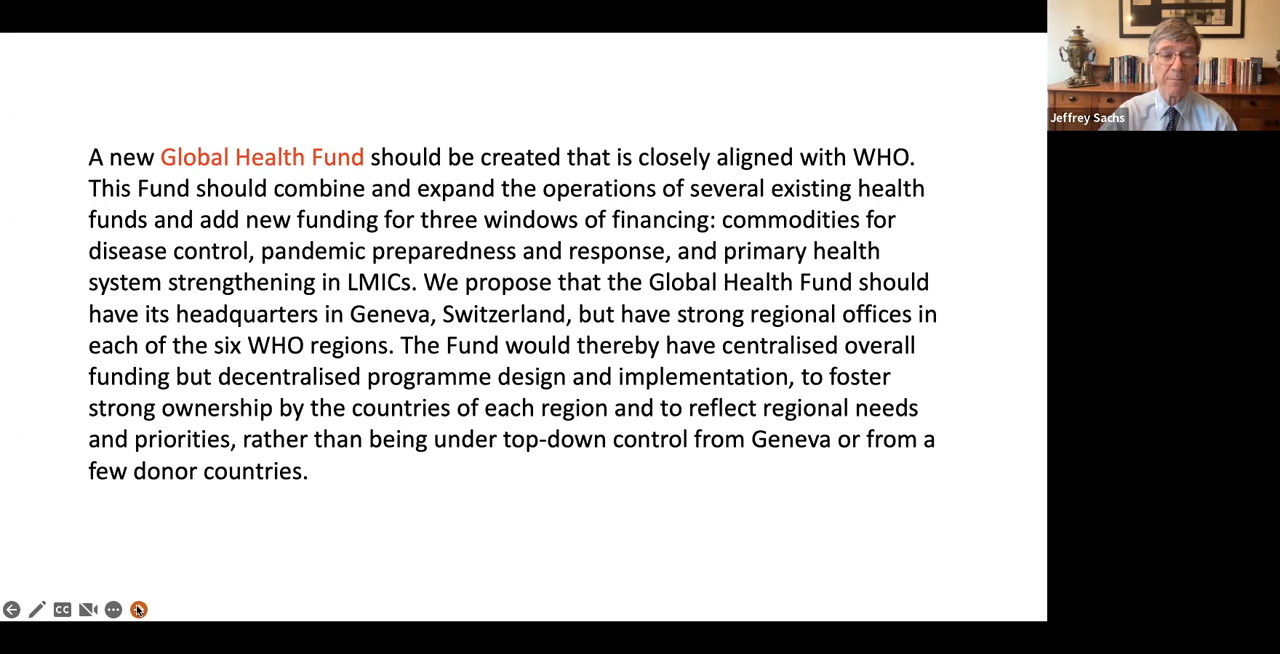 A new Global Health Fund should be created that is closely aligned with WHO.
This Fund should combine and expand the operations of several existing health
funds and add new funding for three windows of financing: commodities for
disease control, pandemic preparedness and response, and primary health
system strengthening in LMICs. We propose that the Global Health Fund should
have its headquarters in Geneva, Switzerland, but have strong regional offices in
each of the six WHO regions. The Fund would thereby have centralised overall
funding but decentralised programme design and implementation, to foster
strong ownership by the countries of each region and to reflect regional needs
and priorities, rather than being under top-down control from Geneva or from a
few donor countries.
Jeffrey Sachs
CC